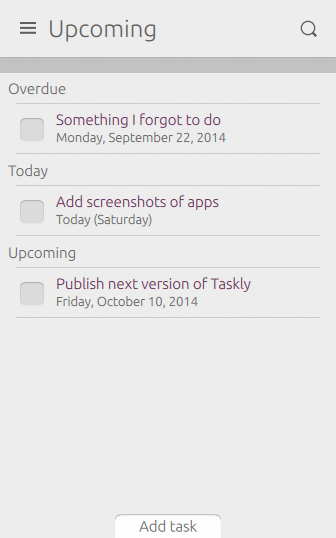 Upcoming
Overdue
Something I forgot to do
Monday, September 22, 2014
Today
Add screenshots of apps
Today (Saturday)
Upcoming
Publish next version of Taskly
Friday, October 10, 2014
Add task